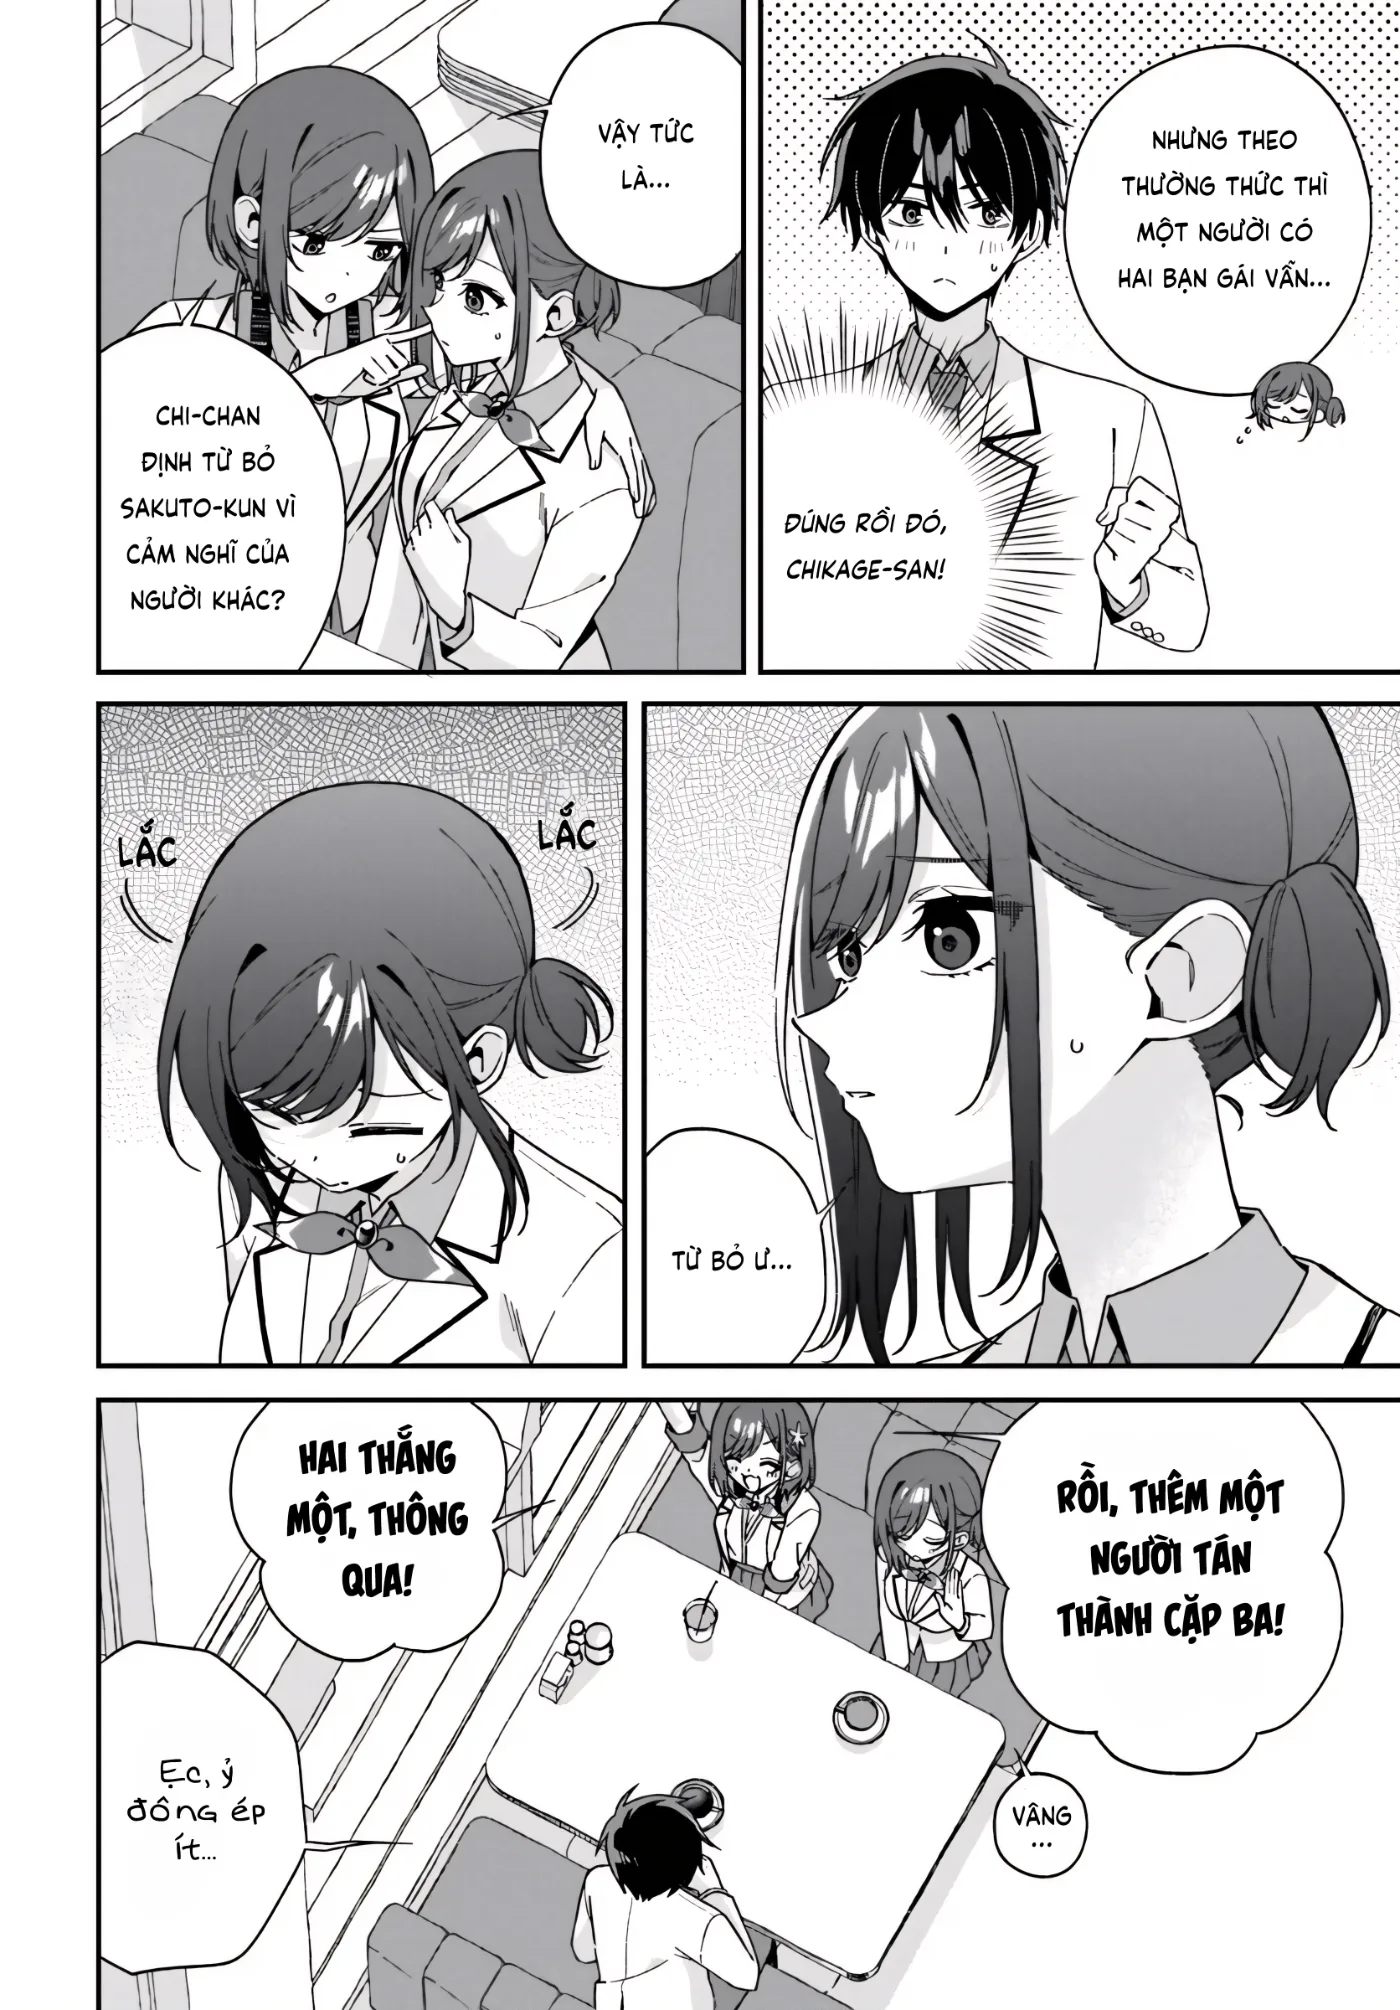 NHƯNG THEO
THƯỜNG THỨC THÌ
MỘT NGƯỜI CÓ
HAI BẠN GÁI VẪN...
ĐÚNG RỒI ĐÓ,
CHIKAGE-SAN!
VẬY TỨC
LÀ...
CHI-CHAN
ĐỊNH TỪ BỎ
SAKUTO-KUN VÌ
CẢM NGHĨ CỦA
NGƯỜI KHÁC?
TỪ BỎ Ư...
LẮC
LẮC
RỒI, THÊM MỘT
NGƯỜI TÁN
THÀNH CẶP BA!
VÂNG
...
HAI THẮNG
MỘT, THÔNG
QUA!
Ẹc, ỷ
đông ép
ít...